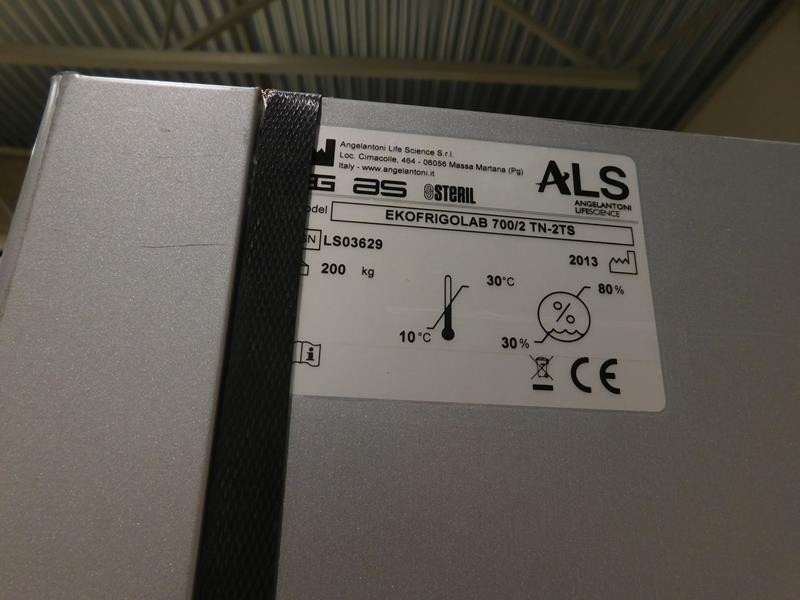 Angelantoni Life Science S.r.l.
Loc. Cimacolle, 464 - 06056 Massa Martana (Pg)
Italy - www.angelantoni.it
ALS
ANGELANTONI
LIFESCIENCE
as STERIL
EKOFRIGOLAB 700/2 TN-2TS
SN LS03629
2013
200 kg
30°C
80%
10°C
30%
i
CE